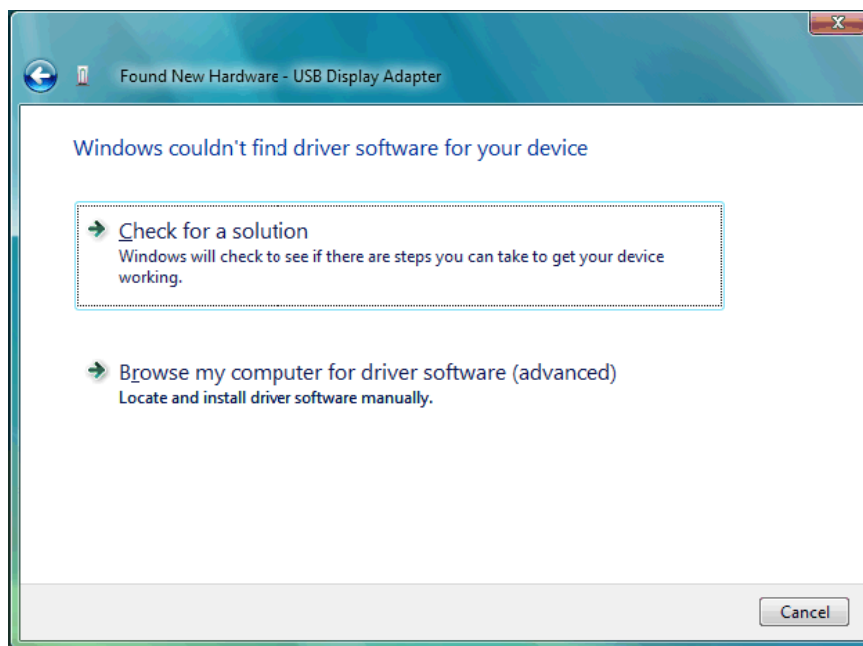 X
Found New Hardware - USB Display Adapter
Windows couldn't find driver software for your device
Check for a solution
Windows will check to see if there are steps you can take to get your device
working.
Browse my computer for driver software (advanced)
Locate and install driver software manually.
Cancel